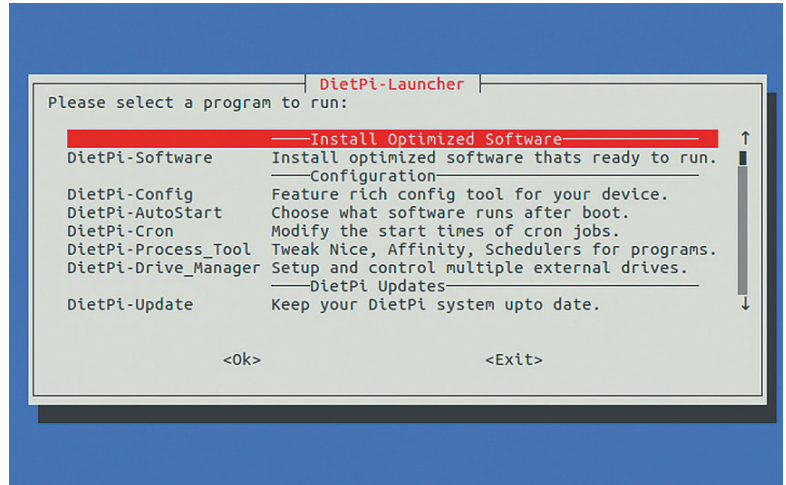 DietPi-Launcher
Please select a program to run:
Install Optimized Software
DietPi-Software Install optimized software thats ready to run.
Configuration
DietPi-Config Feature rich config tool for your device.
DietPi-AutoStart Choose what software runs after boot.
DietPi-Cron Modify the start times of cron jobs.
DietPi-Process_Tool Tweak Nice, Affinity, Schedulers for programs.
DietPi-Drive_Manager Setup and control multiple external drives.
DietPi Updates
DietPi-Update Keep your DietPi system upto date.
<Ok> <Exit>